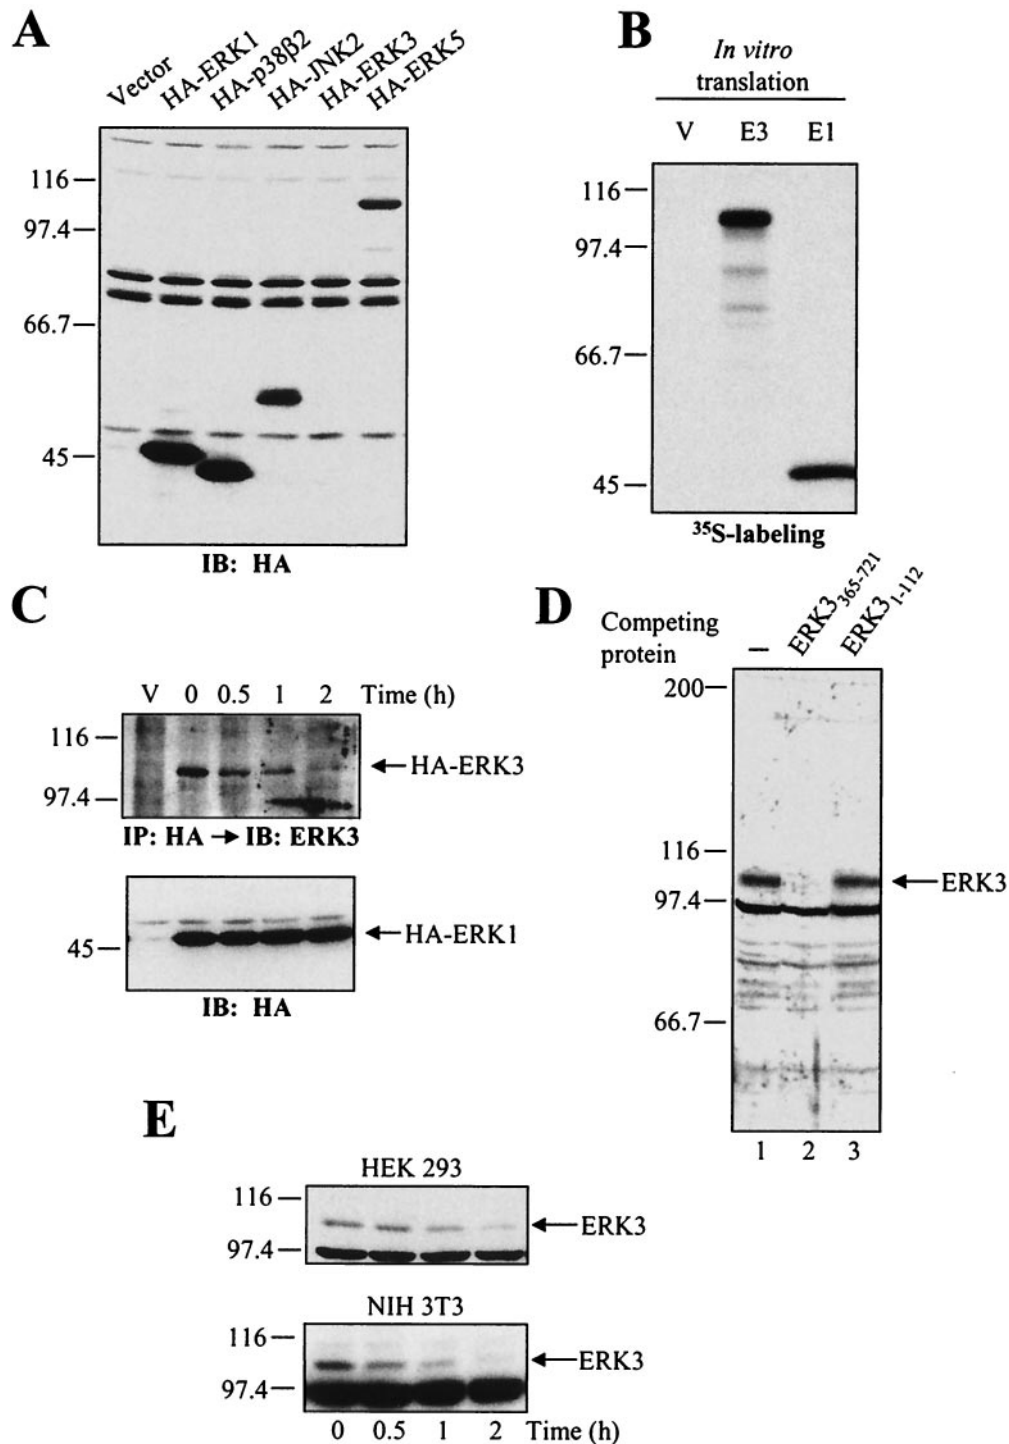 A
Vector
HA-ERK1
HA-p38β2
HA-JNK2
HA-ERK3
HA-ERK5
116
97.4
66.7
45
IB: HA
B
In vitro
translation
V E3 E1
116
97.4
66.7
45
35S-labeling
C
V 0 0.5 1 2 Time (h)
116
97.4
HA-ERK3
IP: HA → IB: ERK3
45
HA-ERK1
IB: HA
D
Competing
protein
–
ERK3365-721
ERK31-112
200
116
97.4
66.7
ERK3
1 2 3
E
HEK 293
116
97.4
ERK3
NIH 3T3
116
97.4
ERK3
0 0.5 1 2 Time (h)